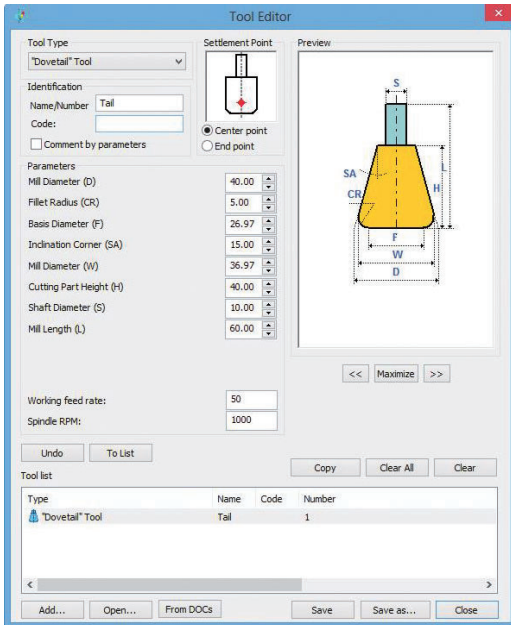 Tool Editor
Tool Type
"Dovetail" Tool
Identification
Name/Number Tail
Code:
Comment by parameters
Settlement Point
Center point
End point
Parameters
Mill Diameter (D) 40.00
Fillet Radius (CR) 5.00
Basis Diameter (F) 26.97
Inclination Corner (SA) 15.00
Mill Diameter (W) 36.97
Cutting Part Height (H) 40.00
Shaft Diameter (S) 10.00
Mill Length (L) 60.00
Working feed rate: 50
Spindle RPM: 1000
Preview
S
SA
L
H
CR
F
W
D
<< Maximize >>
Undo To List
Copy Clear All Clear
Tool list
Type Name Code Number
"Dovetail" Tool Tail 1
Add... Open... From DOCs Save Save as... Close